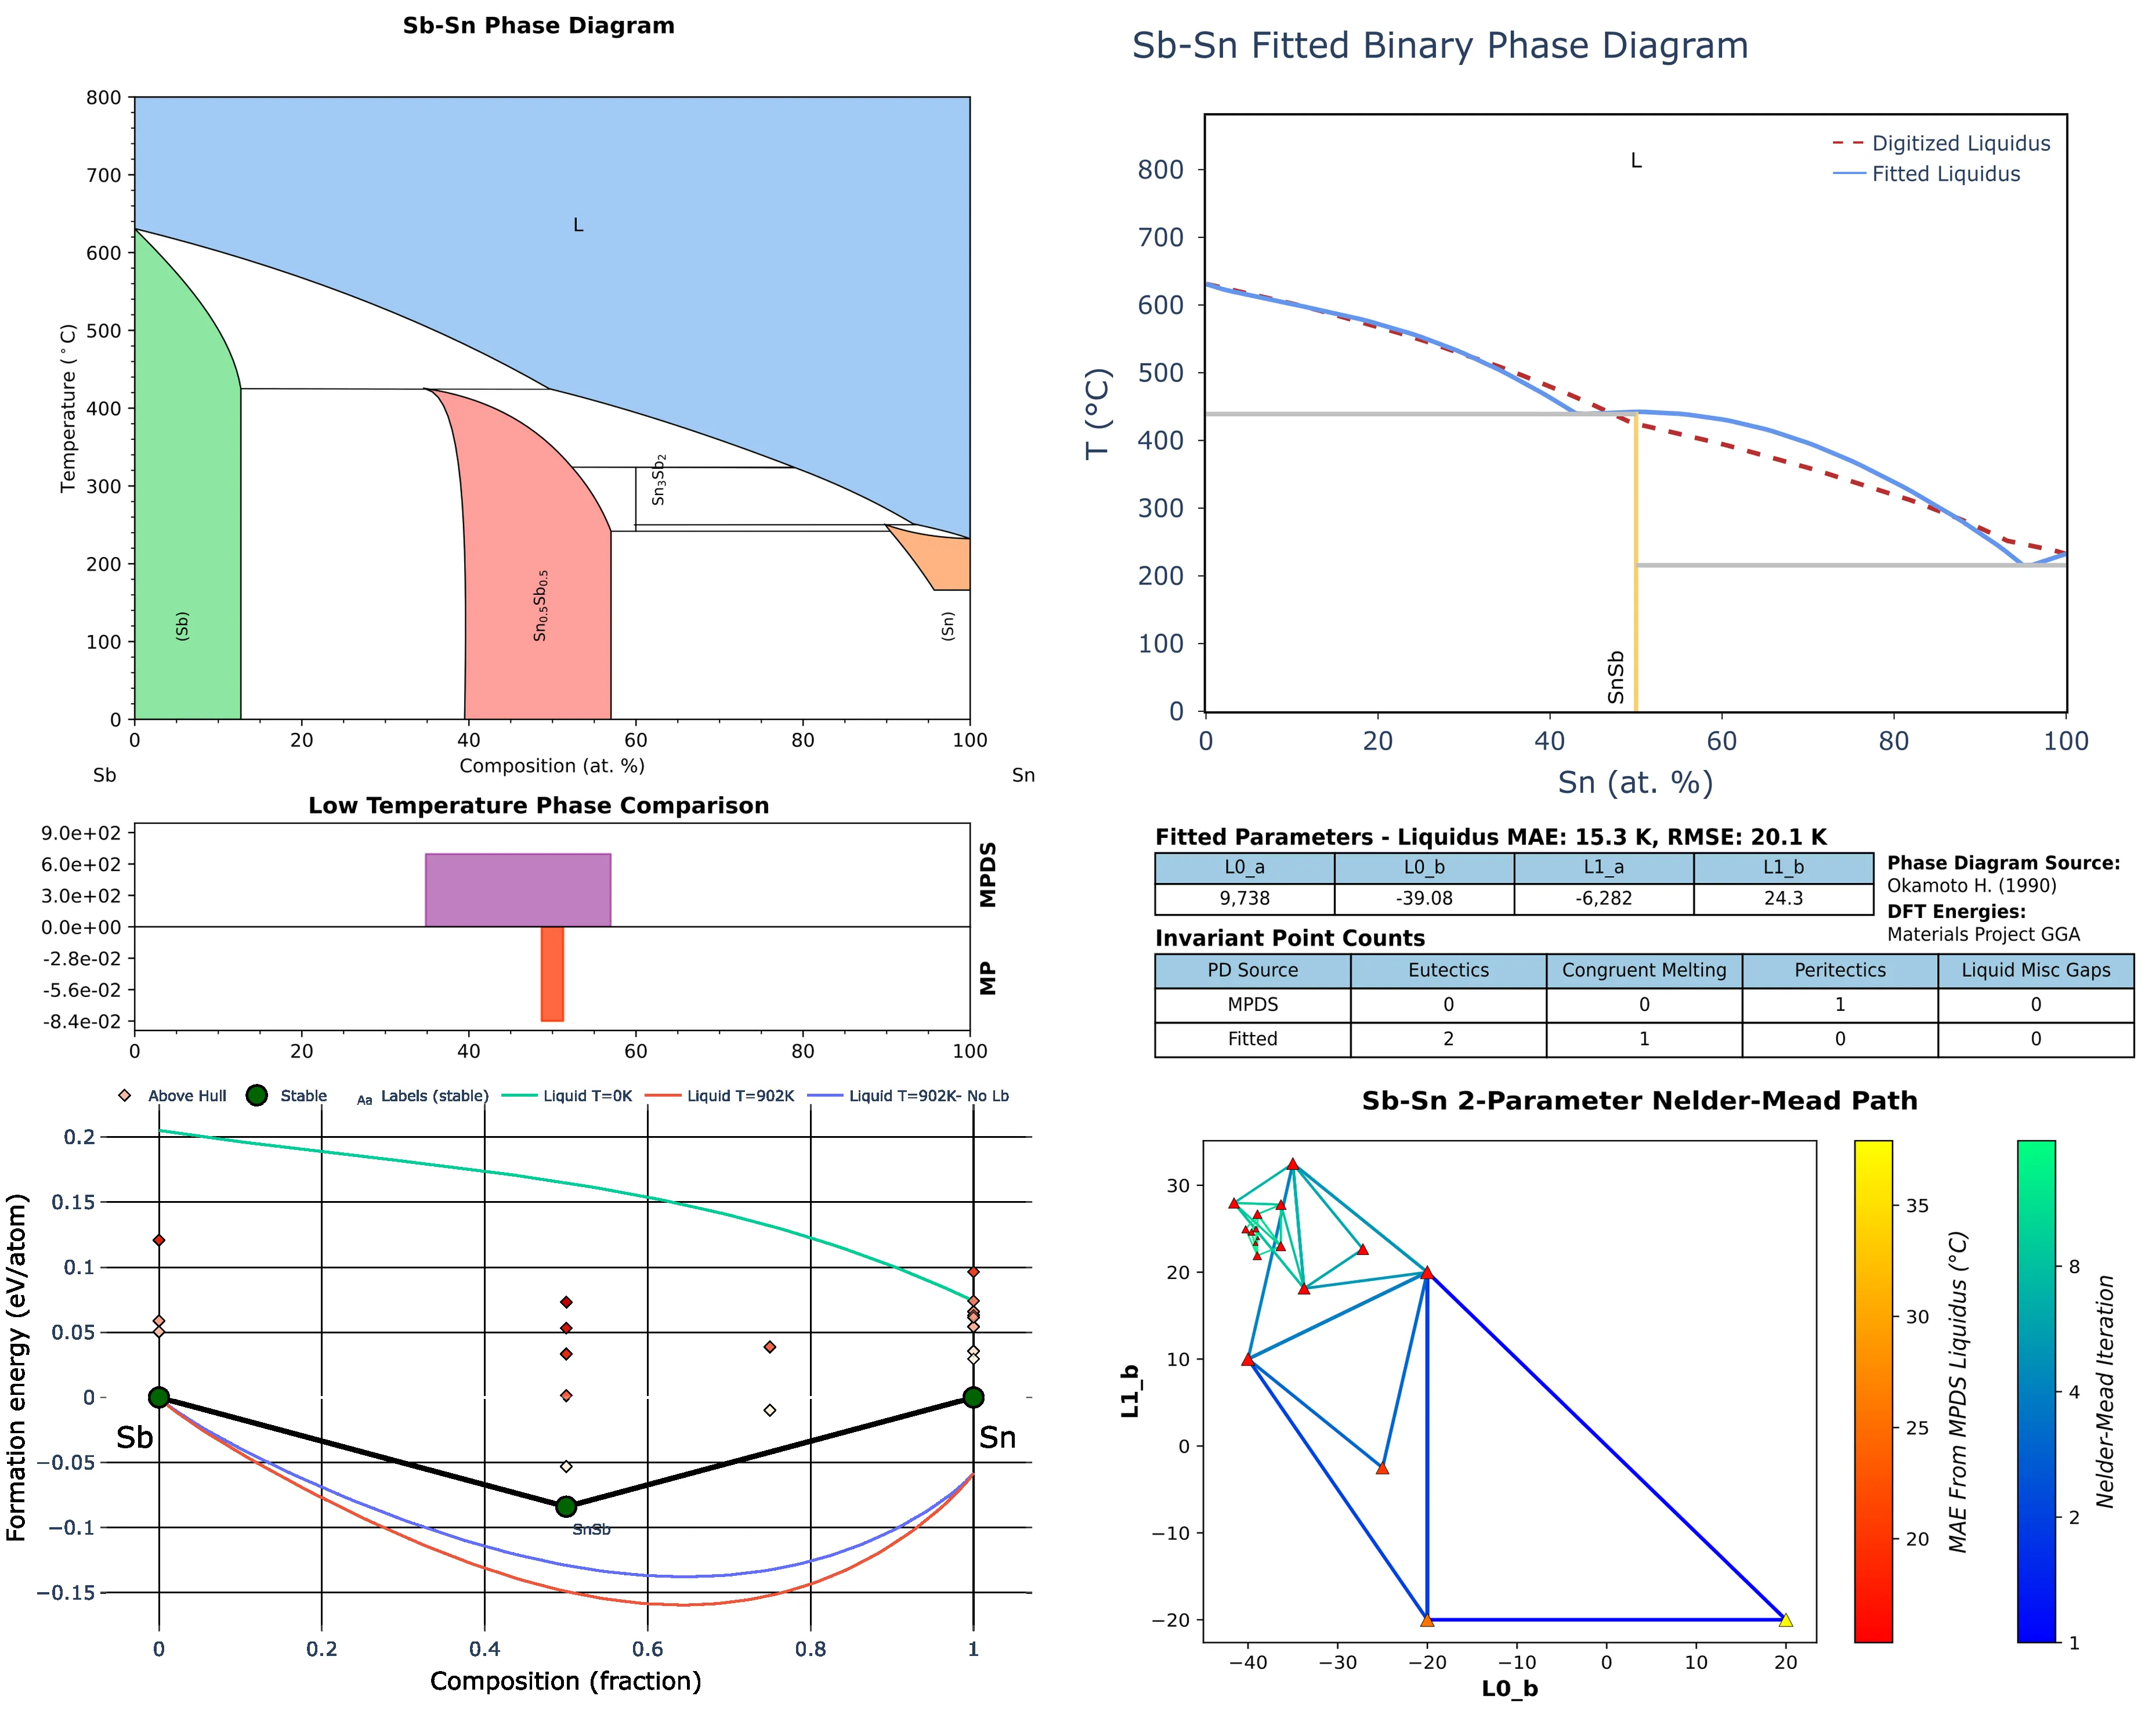 Sb-Sn Phase Diagram
800
700
600
500
400
300
200
100
0
Temperature (°C)
L
Sn3Sb2
(Sb)
Sn0.5Sb0.5
(Sn)
0 20 40 60 80 100
Composition (at. %)
Sb Sn
Low Temperature Phase Comparison
9.0e+02
6.0e+02
3.0e+02
0.0e+00
-2.8e-02
-5.6e-02
-8.4e-02
MPDS
MP
0 20 40 60 80 100
Above Hull Stable Aa Labels (stable) Liquid T=0K Liquid T=902K Liquid T=902K- No Lb
0.2
0.15
0.1
0.05
0
−0.05
−0.1
−0.15
Formation energy (eV/atom)
Sb
Sn
SnSb
0 0.2 0.4 0.6 0.8 1
Composition (fraction)
Sb-Sn Fitted Binary Phase Diagram
Digitized Liquidus
Fitted Liquidus
L
800
700
600
500
400
300
200
100
0
T (°C)
SnSb
0 20 40 60 80 100
Sn (at. %)
Fitted Parameters - Liquidus MAE: 15.3 K, RMSE: 20.1 K
L0_a L0_b L1_a L1_b
9,738 -39.08 -6,282 24.3
Phase Diagram Source:
Okamoto H. (1990)
DFT Energies:
Materials Project GGA
Invariant Point Counts
PD Source Eutectics Congruent Melting Peritectics Liquid Misc Gaps
MPDS 0 0 1 0
Fitted 2 1 0 0
Sb-Sn 2-Parameter Nelder-Mead Path
30
20
10
0
−10
−20
L1_b
−40 −30 −20 −10 0 10 20
L0_b
35
30
25
20
MAE From MPDS Liquidus (°C)
8
4
2
1
Nelder-Mead Iteration